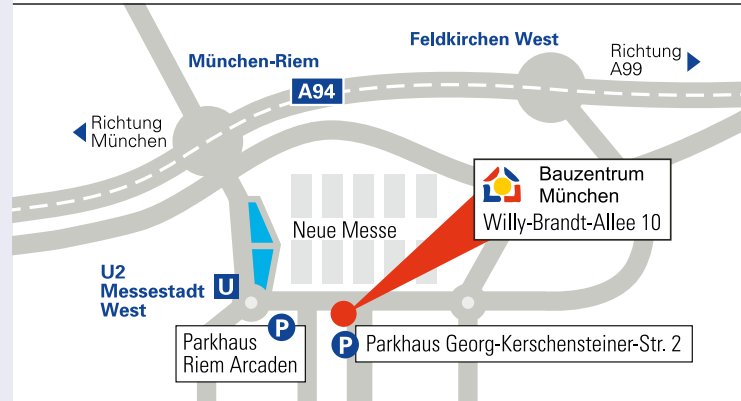 Feldkirchen West
München-Riem
Richtung
A99
A94
Richtung
München
Bauzentrum
München
Willy-Brandt-Allee 10
Neue Messe
U2
Messestadt
West
U
P
Parkhaus
Riem Arcaden
P
Parkhaus Georg-Kerschensteiner-Str. 2